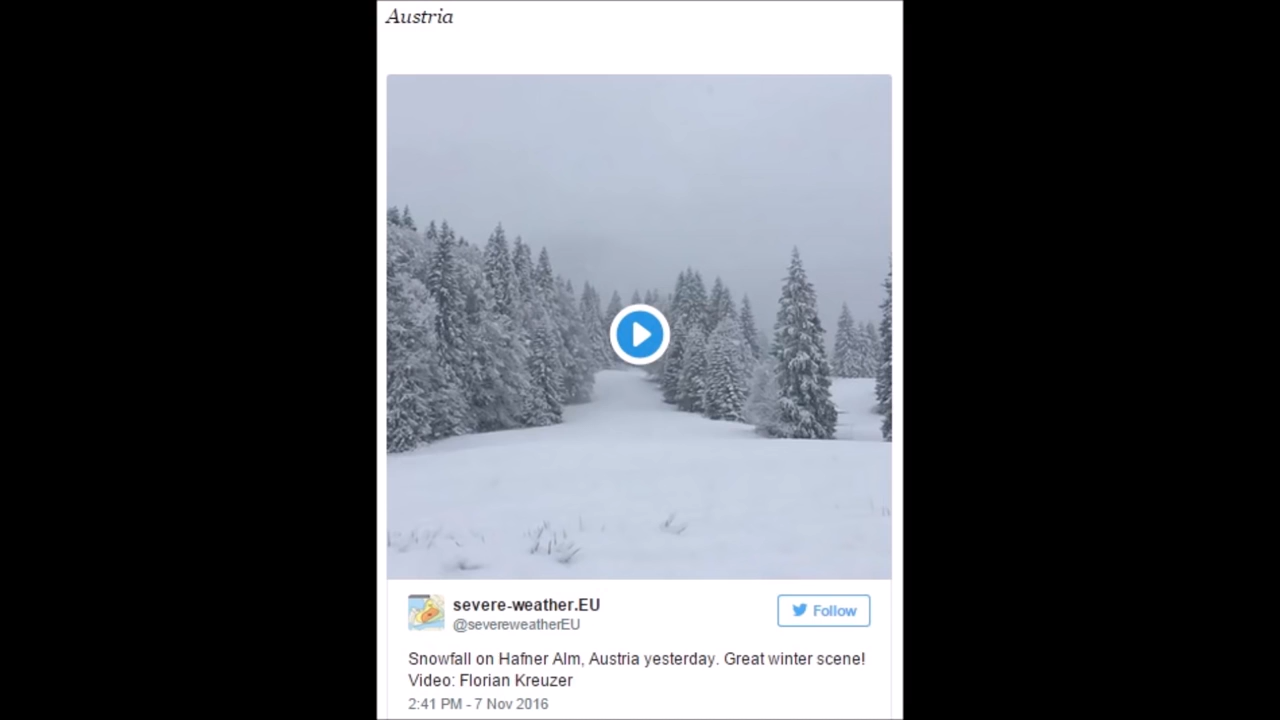 Austria
severe-weather.EU
Follow
@severeweatherEU
Snowfall on Hafner Alm, Austria yesterday. Great winter scene!
Video: Florian Kreuzer
2:41 PM - 7 Nov 2016